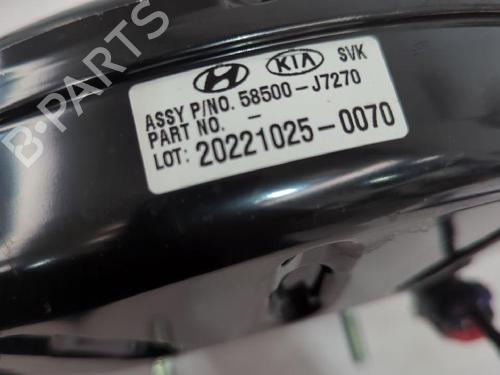 KIA SVK
ASSY P/NO. 58500-J7270
PART NO. -
LOT: 20221025-0070
B-PARTS